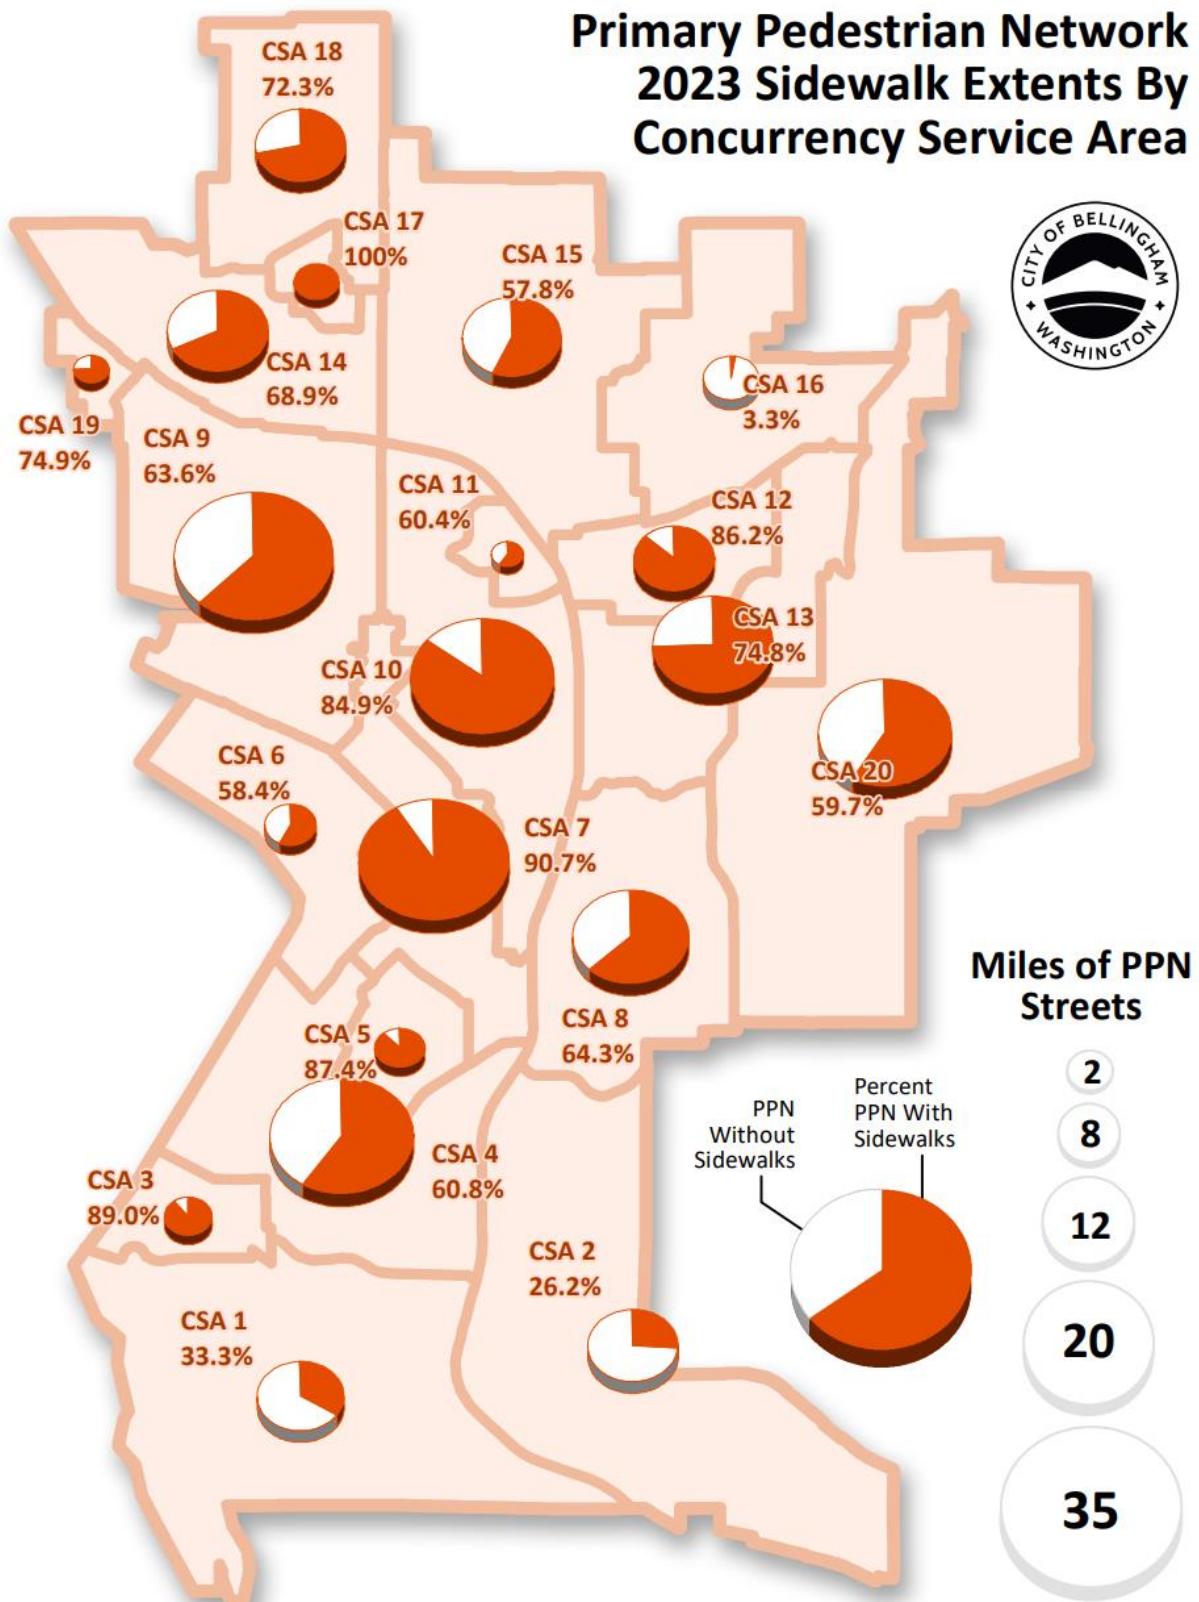 Primary Pedestrian Network
2023 Sidewalk Extents By
Concurrency Service Area
CITY OF BELLINGHAM
WASHINGTON
CSA 18
72.3%
CSA 17
100%
CSA 15
57.8%
CSA 14
68.9%
CSA 16
3.3%
CSA 19
74.9%
CSA 9
63.6%
CSA 11
60.4%
CSA 12
86.2%
CSA 13
74.8%
CSA 10
84.9%
CSA 6
58.4%
CSA 20
59.7%
CSA 7
90.7%
CSA 8
64.3%
CSA 5
87.4%
CSA 4
60.8%
CSA 3
89.0%
CSA 2
26.2%
CSA 1
33.3%
Miles of PPN
Streets
2
8
12
20
35
PPN
Without
Sidewalks
Percent
PPN With
Sidewalks